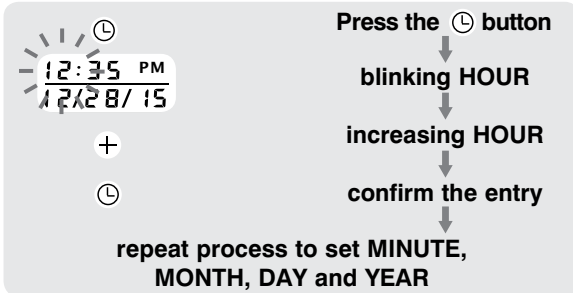 Press the button
12:35 PM
12/28/15
blinking HOUR
+
increasing HOUR
confirm the entry
repeat process to set MINUTE,
MONTH, DAY and YEAR